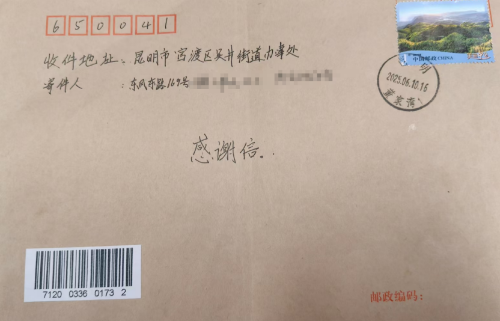 650041
收件地址：昆明市官渡区吴井街道办事处
寄件人：东风东路169号
中国邮政 CHINA
2025.06.10.16
感谢信.
7120 0336 0173 2
邮政编码：